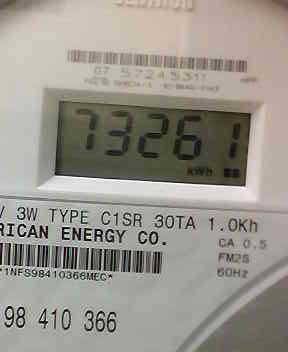 07 57245311
73261
kWh
V 3W TYPE C1SR 30TA 1.0Kh
RICAN ENERGY CO.
CA 0.5
FM2S
60Hz
*1NFS98410366MEC*
98 410 366